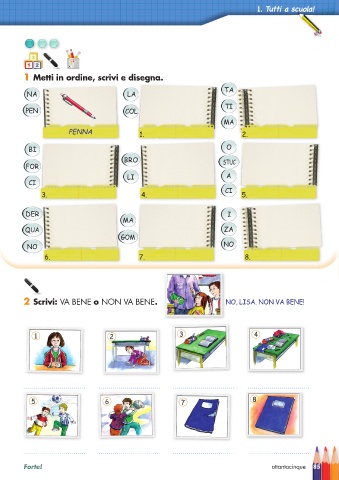 1. Tutti a scuola!
1 2
1 Metti in ordine, scrivi e disegna.
NA
PEN
PENNA
LA
COL
1.
TA
TI
MA
2.
BI
FOR
CI
3.
BRO
LI
4.
O
STUC
A
CI
5.
DER
QUA
NO
6.
MA
GOM
7.
I
ZA
NO
8.
2 Scrivi: VA BENE o NON VA BENE.
NO, LISA. NON VA BENE!
1
2
3
4
5
6
7
8
Forte!
ottantacinque 85